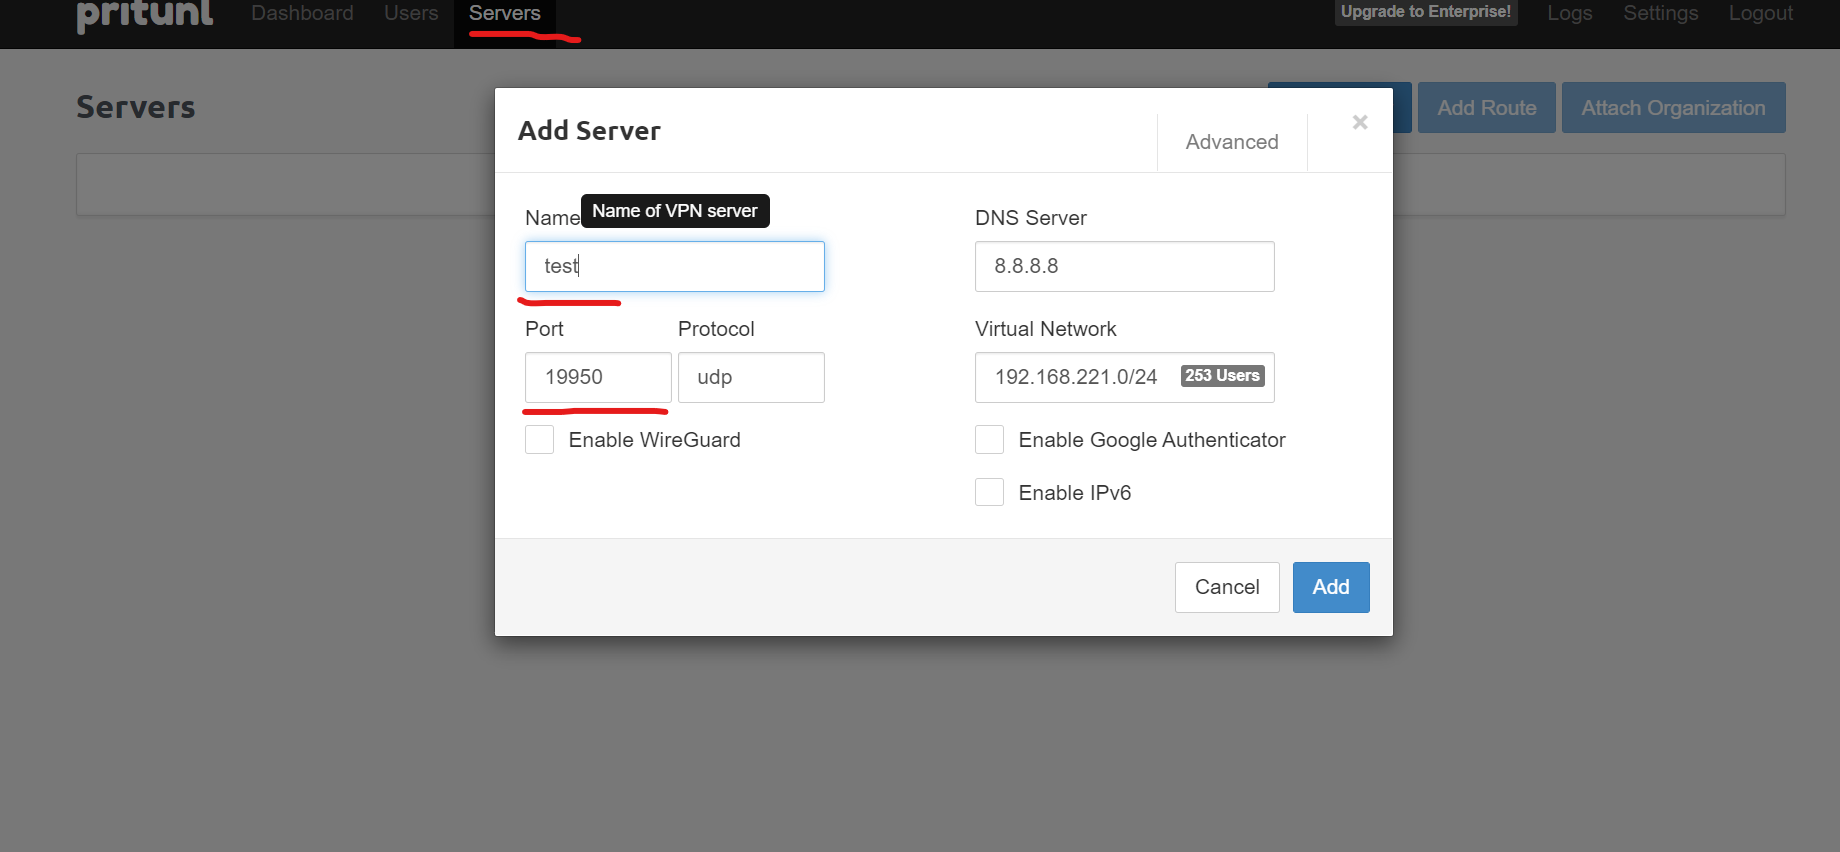 pritunl Dashboard Users Servers Upgrade to Enterprise! Logs Settings Logout
Servers Add Route Attach Organization
Add Server Advanced ×
Name Name of VPN server DNS Server
test 8.8.8.8
Port Protocol Virtual Network
19950 udp 192.168.221.0/24 253 Users
Enable WireGuard Enable Google Authenticator
Enable IPv6
Cancel Add